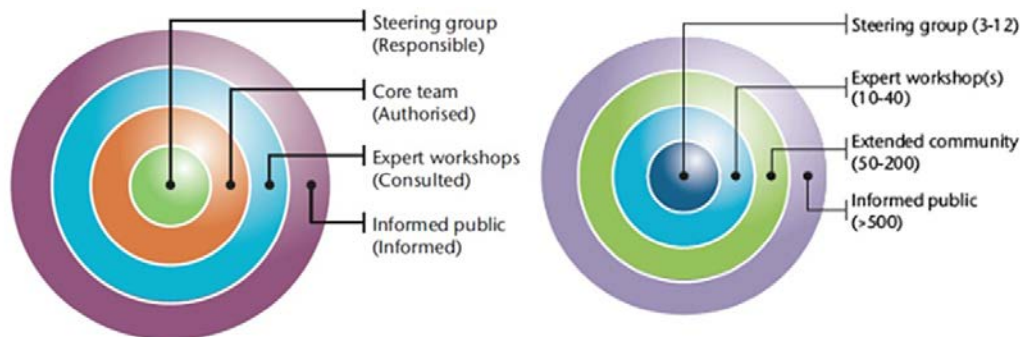 Steering group
(Responsible)
Core team
(Authorised)
Expert workshops
(Consulted)
Informed public
(Informed)
Steering group (3-12)
Expert workshop(s)
(10-40)
Extended community
(50-200)
Informed public
(>500)